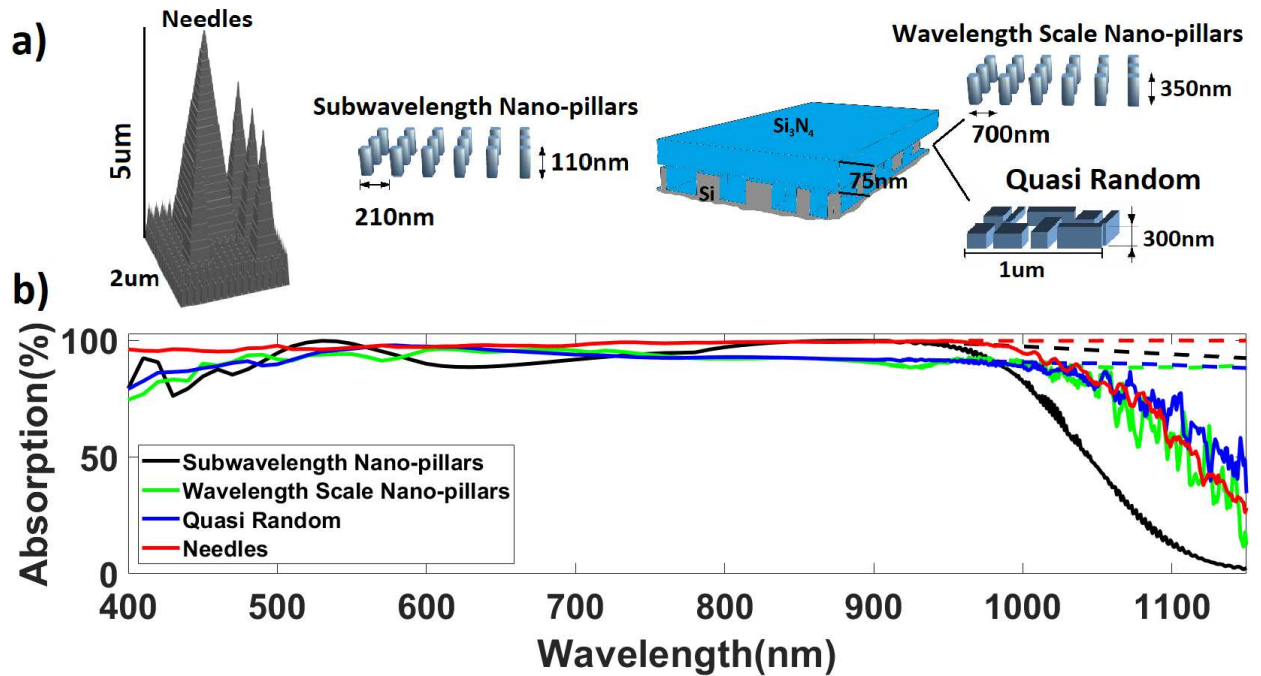 a)
Needles
5um
2um
Subwavelength Nano-pillars
110nm
210nm
Si₃N₄
Si
75nm
Wavelength Scale Nano-pillars
350nm
700nm
Quasi Random
300nm
1um
b)
Absorption(%)
100
50
0
Subwavelength Nano-pillars
Wavelength Scale Nano-pillars
Quasi Random
Needles
400 500 600 700 800 900 1000 1100
Wavelength(nm)